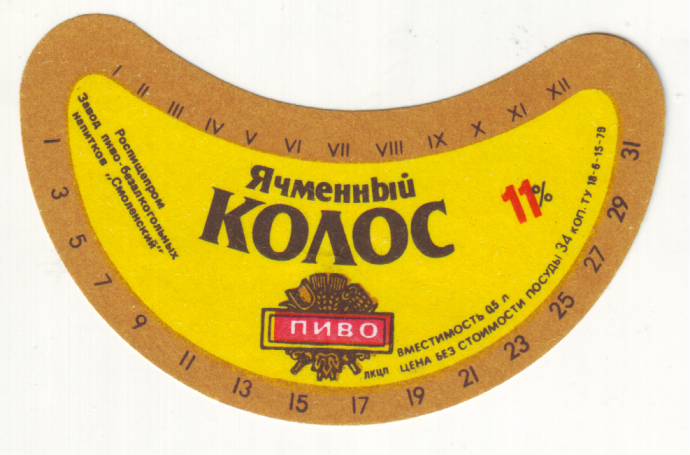 I II III IV V VI VII VIII IX X XI XII
Роспищепром
Завод пиво-безалкогольных
напитков „Смоленский"
Ячменный
КОЛОС
11%
ПИВО
ВМЕСТИМОСТЬ 0,5 л
ЦЕНА БЕЗ СТОИМОСТИ ПОСУДЫ 34 КОП. ТУ 18-6-15-79
ЛКЦП
1 3 5 7 9 11 13 15 17 19 21 23 25 27 29 31